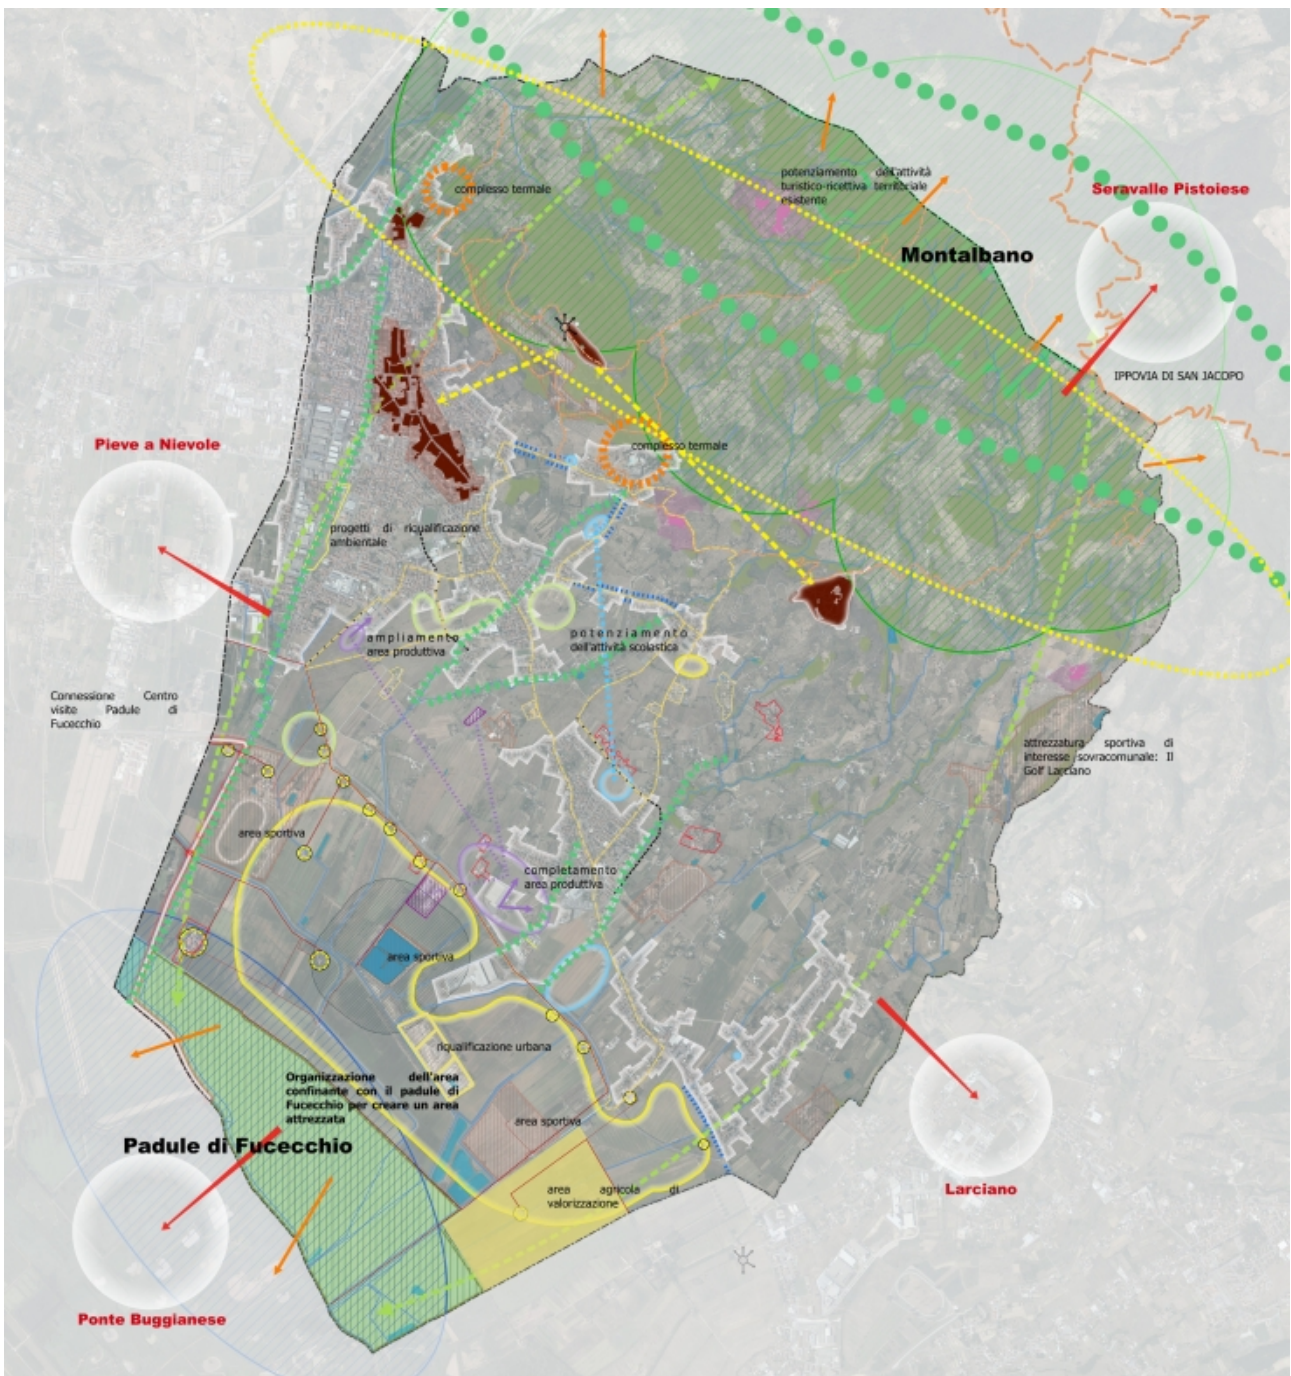 complesso termale
potenziamento dell'attività
turistico-ricettiva territoriale
esistente
Seravalle Pistoiese
Montalbano
IPPOVIA DI SAN JACOPO
Pieve a Nievole
complesso termale
progetti di riqualificazione
ambientale
ampliamento
area produttiva
potenziamento
dell'attività scolastica
Connessione Centro
visite Padule di
Fucecchio
attrezzatura sportiva di
interesse sovracomunale: Il
Golf Larciano
area sportiva
completamento
area produttiva
area sportiva
riqualificazione urbana
Organizzazione dell'area
confinante con il padule di
Fucecchio per creare un area
attrezzata
area sportiva
Padule di Fucecchio
area agricola di
valorizzazione
Larciano
Ponte Buggianese